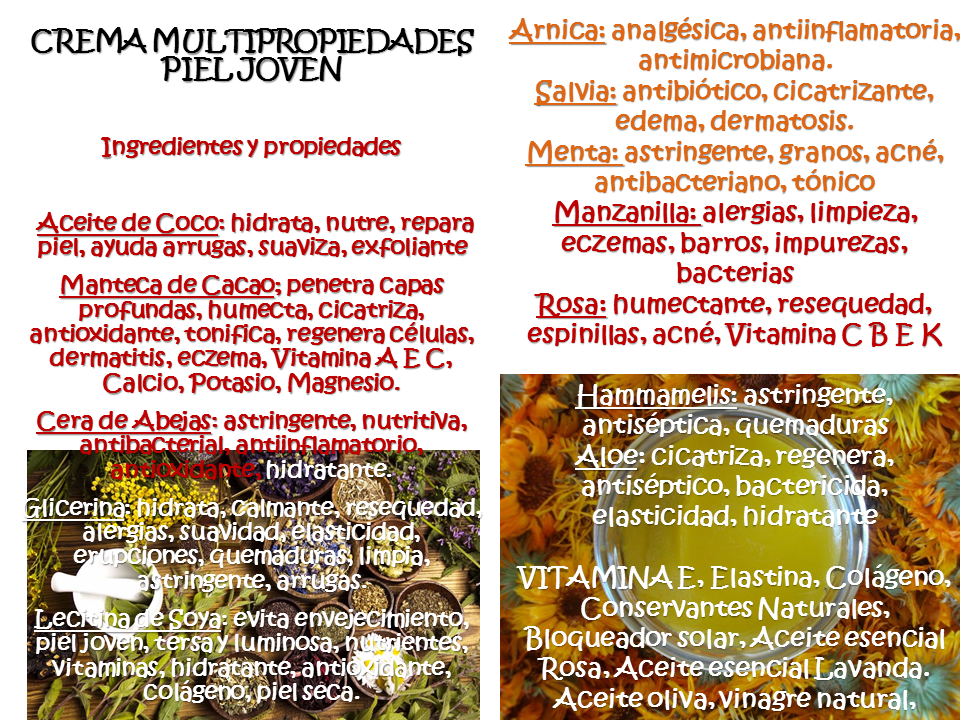 CREMA MULTIPROPIEDADES
PIEL JOVEN
Ingredientes y propiedades
Aceite de Coco: hidrata, nutre, repara
piel, ayuda arrugas, suaviza, exfoliante
Manteca de Cacao; penetra capas
profundas, humecta, cicatriza,
antioxidante, tonifica, regenera células,
dermatitis, eczema, Vitamina A E C,
Calcio, Potasio, Magnesio.
Cera de Abejas: astringente, nutritiva,
antibacterial, antiinflamatorio,
antioxidante, hidratante.
Glicerina: hidrata, calmante, resequedad,
alergias, suavidad, elasticidad,
erupciones, quemaduras, limpia,
astringente, arrugas.
Lecitina de Soya: evita envejecimiento,
piel joven, tersa y luminosa, nutrientes,
vitaminas, hidratante, antioxidante,
Colágeno, piel seca.
Arnica: analgésica, antiinflamatoria,
antimicrobiana.
Salvia: antibiótico, cicatrizante,
edema, dermatosis.
Menta: astringente, granos, acné,
antibacteriano, tónico
Manzanilla: alergias, limpieza,
eczemas, barros, impurezas,
bacterias
Rosa: humectante, resequedad,
espinillas, acné, Vitamina C B E K
Hammamelis: astringente,
antiséptica, quemaduras
Aloe: cicatriza, regenera,
antiséptico, bactericida,
elasticidad, hidratante
VITAMINA E, Elastina, Colágeno,
Conservantes Naturales,
Bloqueador solar, Aceite esencial
Rosa, Aceite esencial Lavanda.
Aceite oliva, vinagre natural,